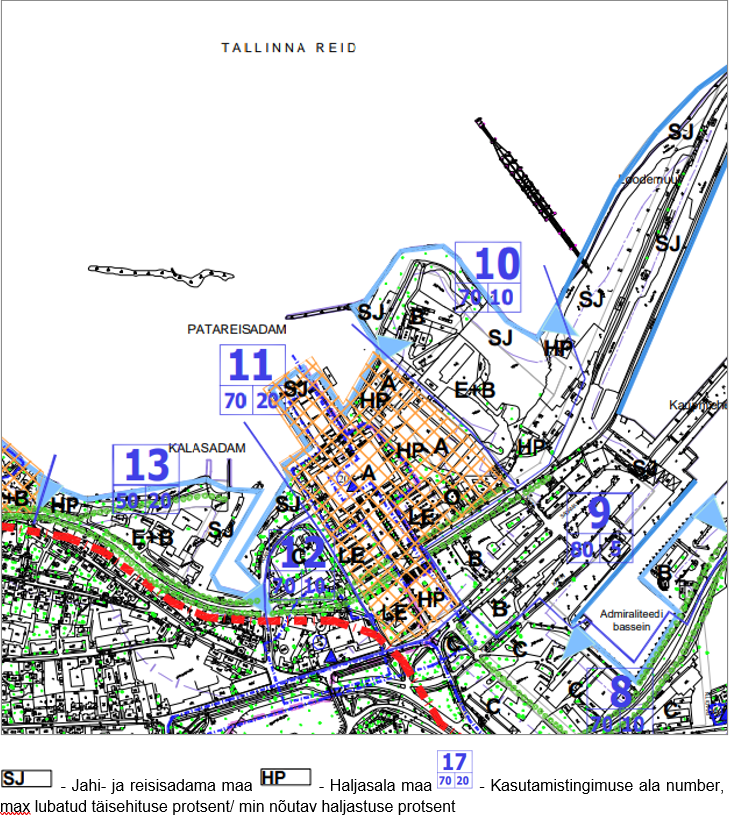 TALLINNA REID
SJ
SJ
10
70 10
SJ
SJ
B
SJ
HP
PATAREISADAM
11
70 20
SJ
A
HP
E+B
HP
A
HP
KALASADAM
13
50 20
A
SJ
+B
HP
SJ
SJ
O
LE
9
E+B
12
70 10
C
LE
B
B
HP
LE
B
Admiraliteedi
bassein
C
C
C
8
70 10
C
C
SJ - Jahi- ja reisisadama maa HP - Haljasala maa 17 70 20 - Kasutamistingimuse ala number,
max lubatud täisehituse protsent/ min nõutav haljastuse protsent